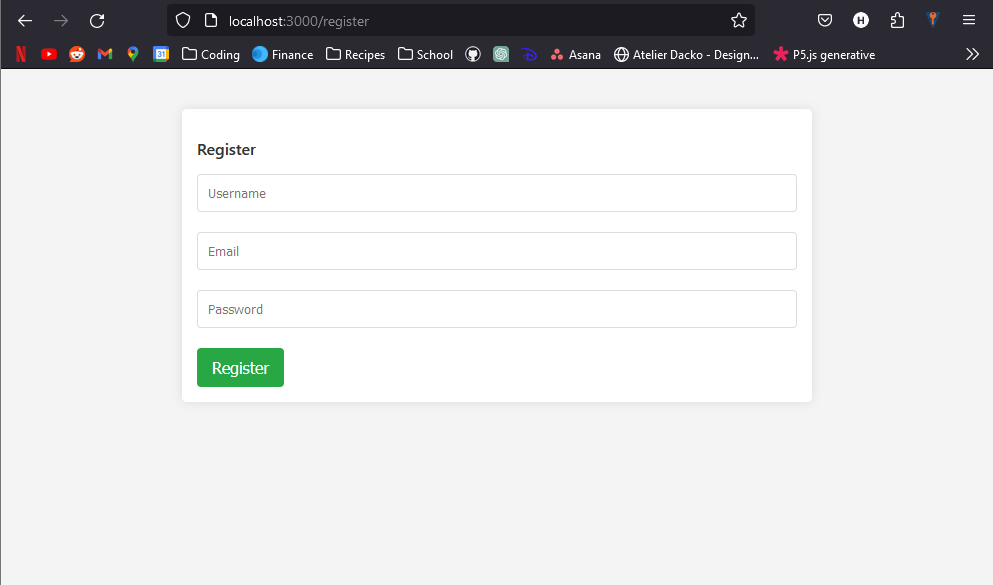 localhost:3000/register
H
31 Coding Finance Recipes School Asana Atelier Dacko - Design... P5.js generative
Register
Username
Email
Password
Register